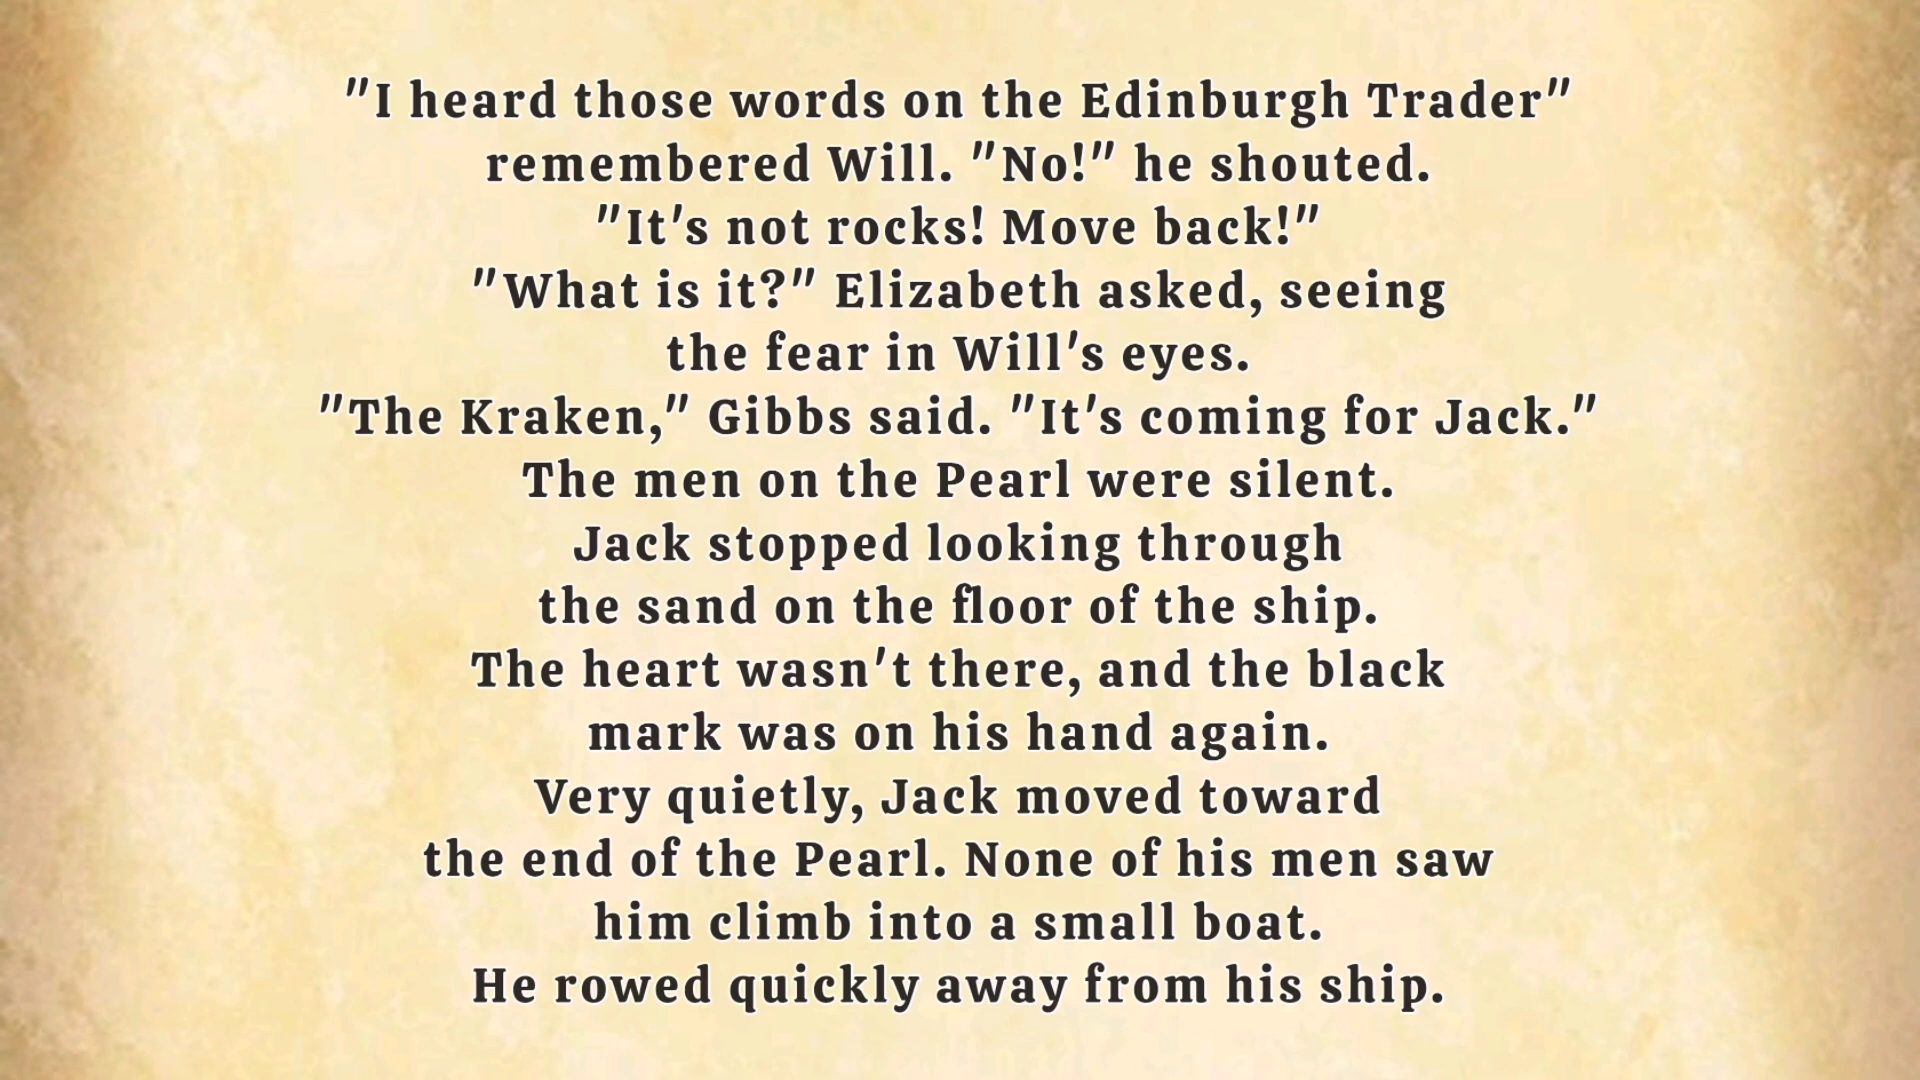 "I heard those words on the Edinburgh Trader"
remembered Will. "No!" he shouted.
"It's not rocks! Move back!"
"What is it?" Elizabeth asked, seeing
the fear in Will's eyes.
"The Kraken," Gibbs said. "It's coming for Jack."
The men on the Pearl were silent.
Jack stopped looking through
the sand on the floor of the ship.
The heart wasn't there, and the black
mark was on his hand again.
Very quietly, Jack moved toward
the end of the Pearl. None of his men saw
him climb into a small boat.
He rowed quickly away from his ship.